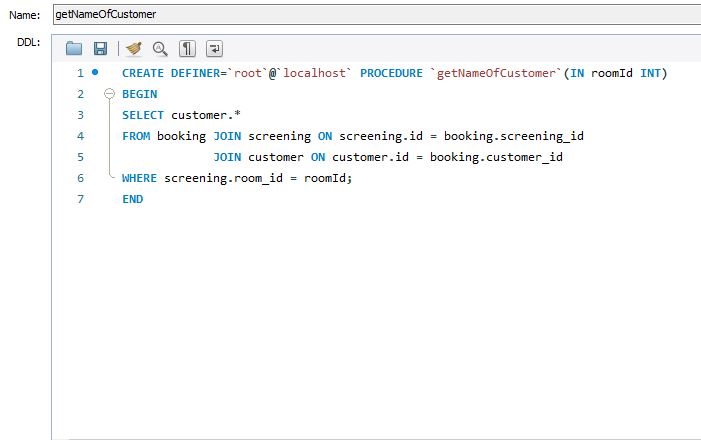 Name: getNameOfCustomer
DDL:
1 CREATE DEFINER=`root`@`localhost` PROCEDURE `getNameOfCustomer`(IN roomId INT)
2 BEGIN
3 SELECT customer.*
4 FROM booking JOIN screening ON screening.id = booking.screening_id
5 JOIN customer ON customer.id = booking.customer_id
6 WHERE screening.room_id = roomId;
7 END